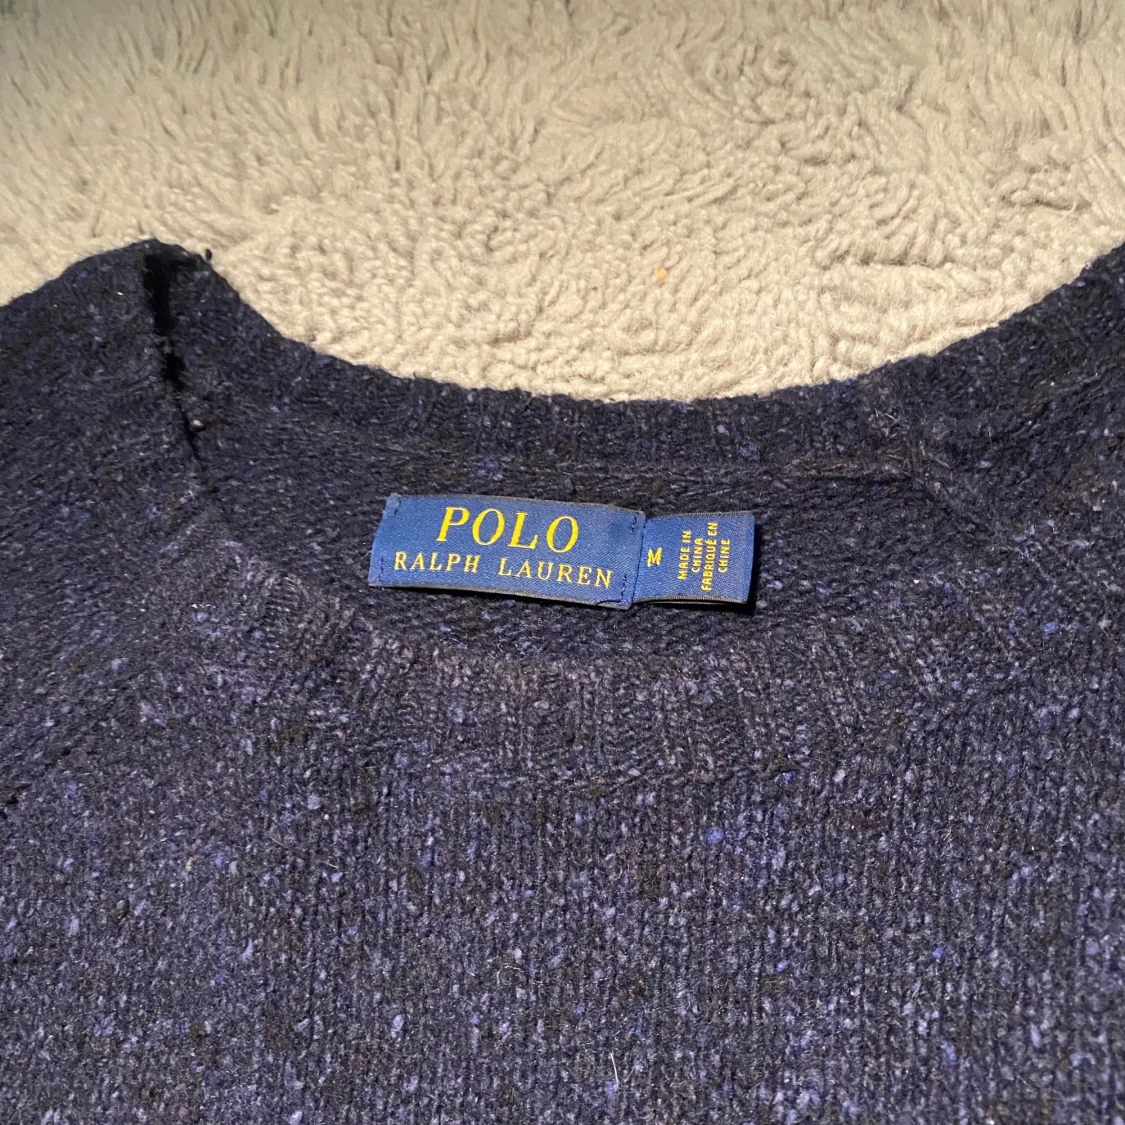 POLO
RALPH LAUREN
M
MADE IN
CHINA
FABRIQUÉ EN
CHINE